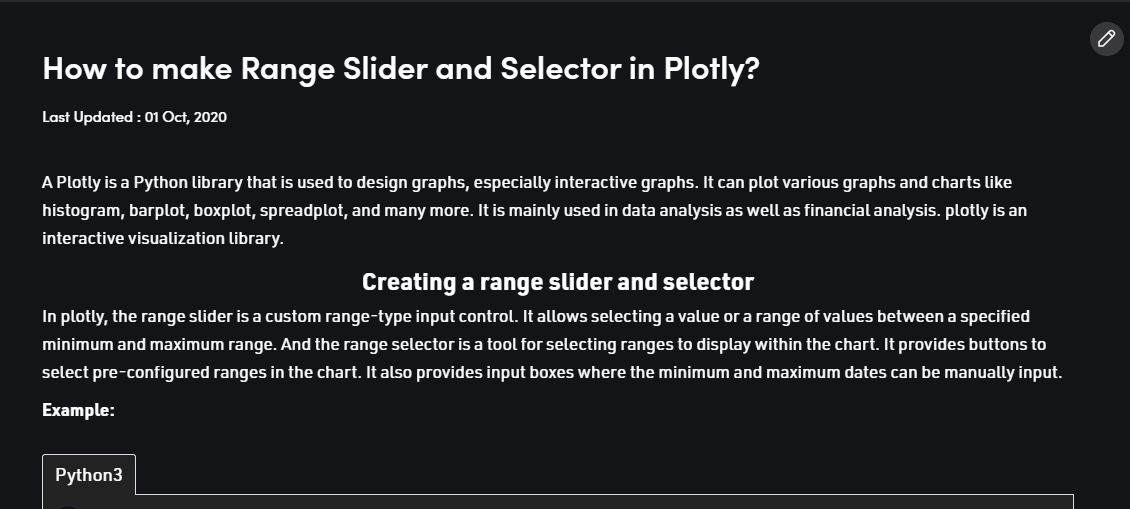 How to make Range Slider and Selector in Plotly?
Last Updated : 01 Oct, 2020
A Plotly is a Python library that is used to design graphs, especially interactive graphs. It can plot various graphs and charts like
histogram, barplot, boxplot, spreadplot, and many more. It is mainly used in data analysis as well as financial analysis. plotly is an
interactive visualization library.
Creating a range slider and selector
In plotly, the range slider is a custom range-type input control. It allows selecting a value or a range of values between a specified
minimum and maximum range. And the range selector is a tool for selecting ranges to display within the chart. It provides buttons to
select pre-configured ranges in the chart. It also provides input boxes where the minimum and maximum dates can be manually input.
Example:
Python3